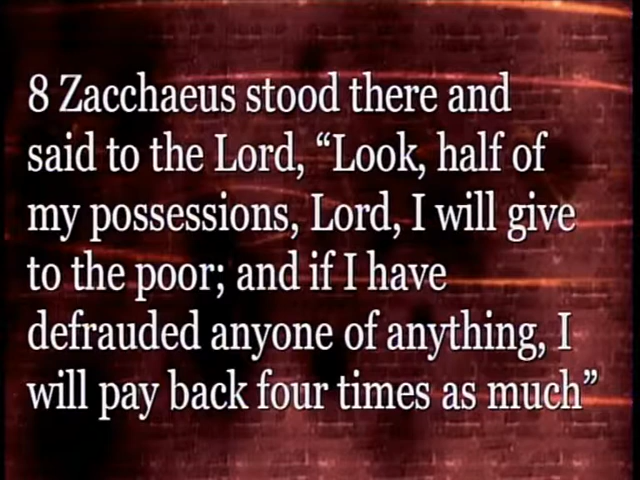 8 Zacchaeus stood there and
said to the Lord, “Look, half of
my possessions, Lord, I will give
to the poor; and if I have
defrauded anyone of anything, I
will pay back four times as much”